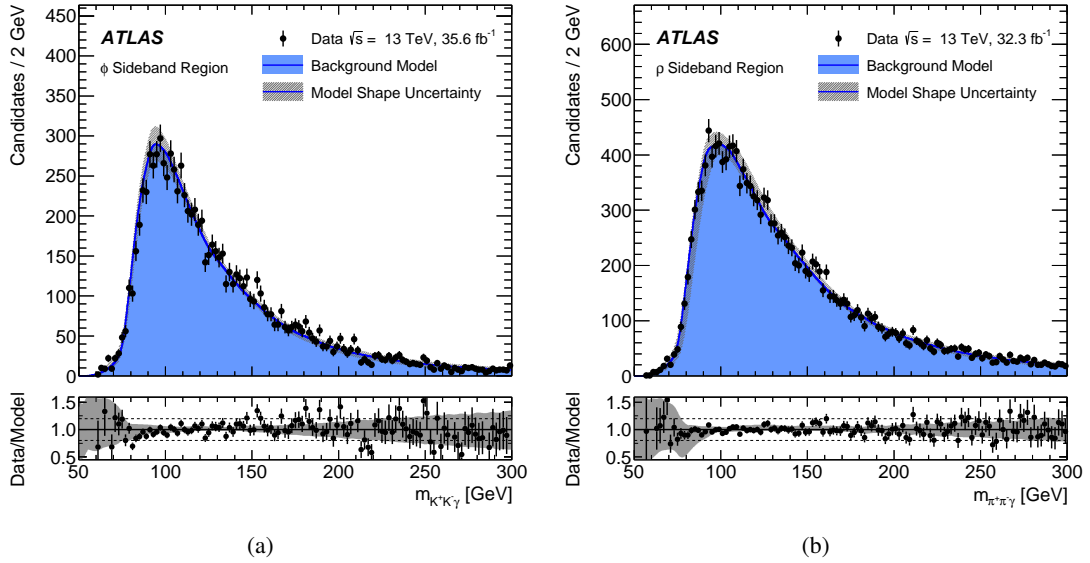 Candidates / 2 GeV
450
400
350
300
250
200
150
100
50
0
ATLAS
ϕ Sideband Region
Data √s = 13 TeV, 35.6 fb⁻¹
Background Model
Model Shape Uncertainty
Data/Model
1.5
1.0
0.5
50 100 150 200 250 300
m_{K⁺K⁻γ} [GeV]
(a)
Candidates / 2 GeV
600
500
400
300
200
100
0
ATLAS
ρ Sideband Region
Data √s = 13 TeV, 32.3 fb⁻¹
Background Model
Model Shape Uncertainty
Data/Model
1.5
1.0
0.5
50 100 150 200 250 300
m_{π⁺π⁻γ} [GeV]
(b)